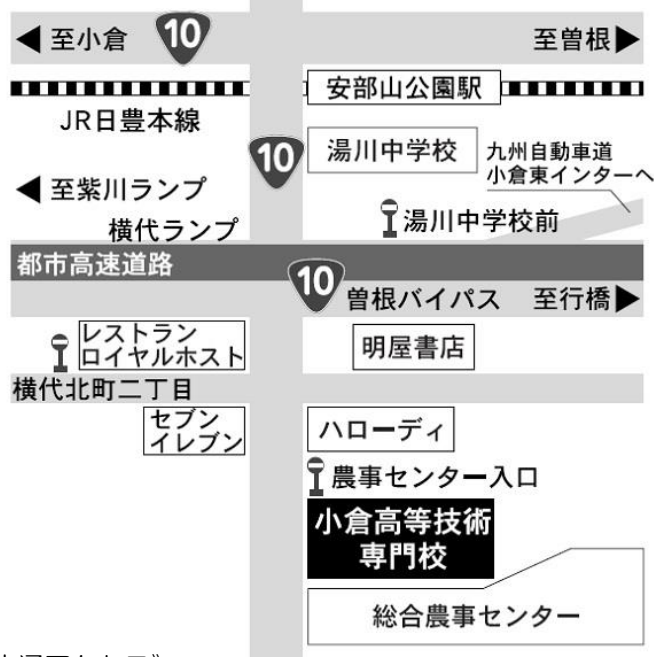 ◀ 至小倉
10
至曽根▶
安部山公園駅
JR日豊本線
10
湯川中学校
九州自動車道
小倉東インターへ
◀ 至紫川ランプ
湯川中学校前
横代ランプ
都市高速道路
10
曽根バイパス
至行橋▶
レストラン
ロイヤルホスト
明屋書店
横代北町二丁目
セブン
イレブン
ハローディ
農事センター入口
小倉高等技術
専門校
総合農事センター